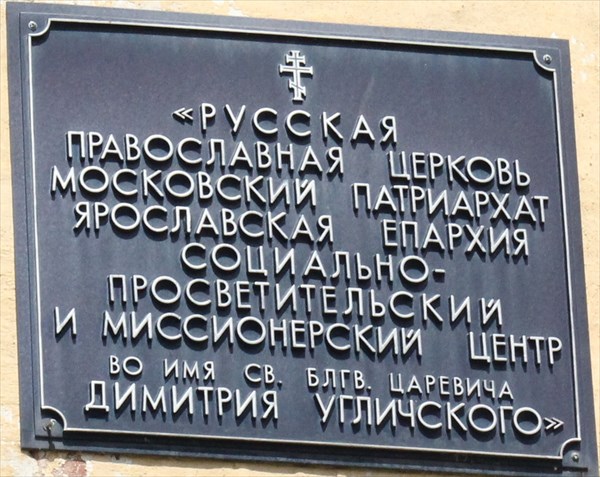 «РУССКАЯ
ПРАВОСЛАВНАЯ ЦЕРКОВЬ
МОСКОВСКИЙ ПАТРИАРХАТ
ЯРОСЛАВСКАЯ ЕПАРХИЯ
СОЦИАЛЬНО-
ПРОСВЕТИТЕЛЬСКИЙ
И МИССИОНЕРСКИЙ ЦЕНТР
ВО ИМЯ СВ. БЛГВ. ЦАРЕВИЧА
ДИМИТРИЯ УГЛИЧСКОГО»